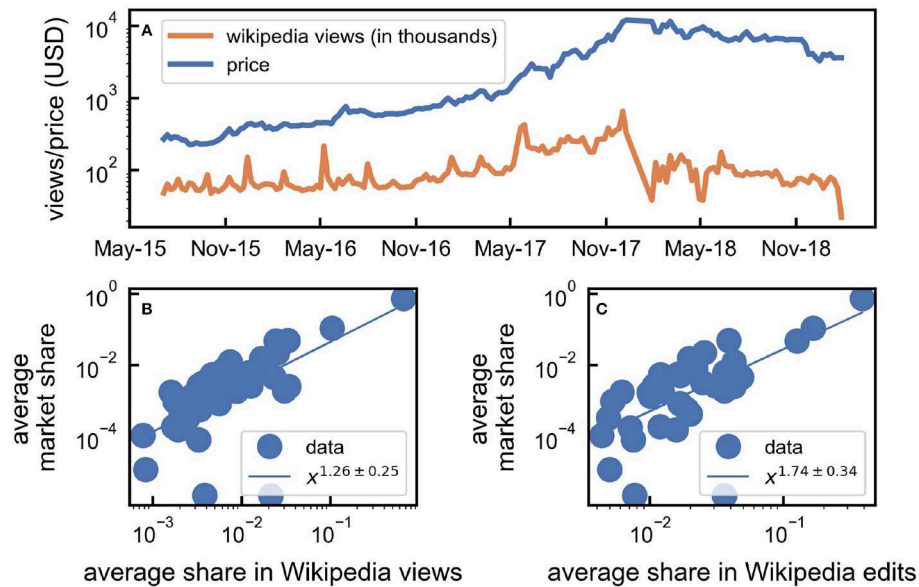 A
wikipedia views (in thousands)
price
views/price (USD)
10^4
10^3
10^2
May-15 Nov-15 May-16 Nov-16 May-17 Nov-17 May-18 Nov-18
B
average
market share
10^0
10^-2
10^-4
data
x^1.26 ± 0.25
10^-3 10^-2 10^-1
average share in Wikipedia views
C
average
market share
10^0
10^-2
10^-4
data
x^1.74 ± 0.34
10^-2 10^-1
average share in Wikipedia edits